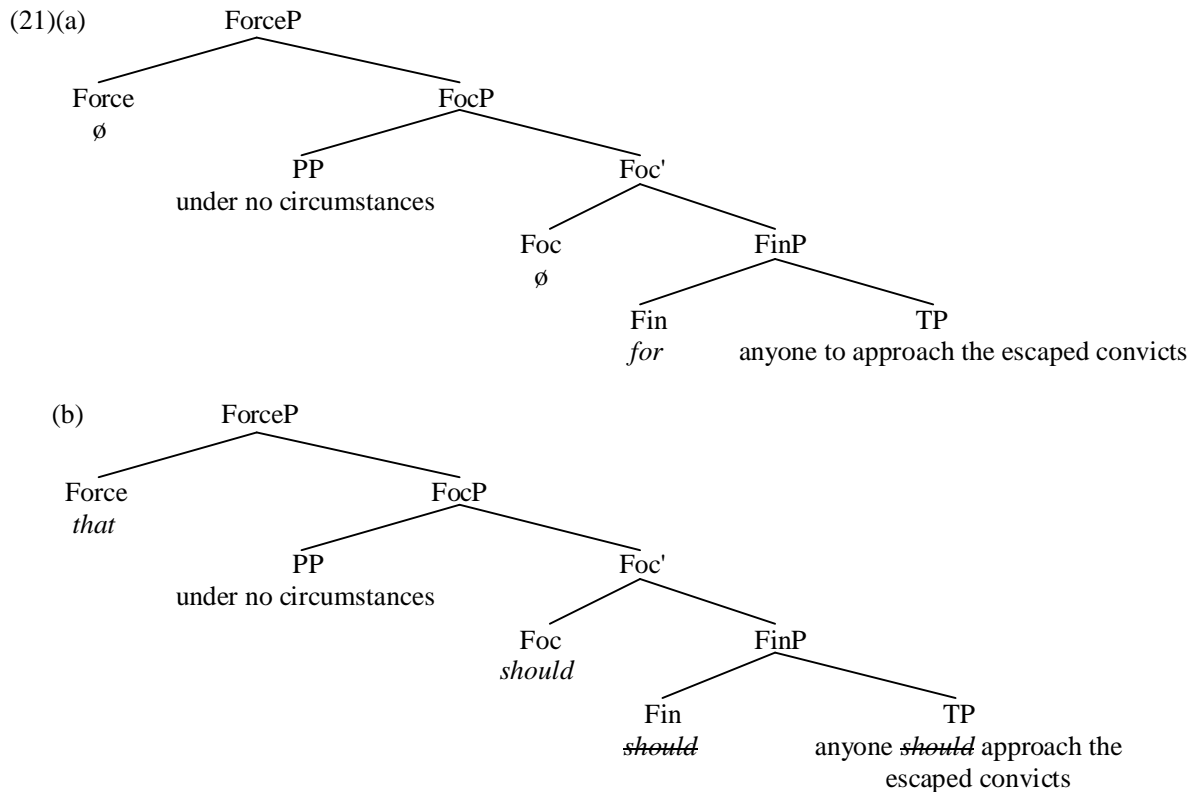 (21)(a) ForceP
Force FocP
ø
PP Foc'
under no circumstances
Foc FinP
ø
Fin TP
for anyone to approach the escaped convicts
(b) ForceP
Force FocP
that
PP Foc'
under no circumstances
Foc FinP
should
Fin TP
should anyone should approach the
escaped convicts